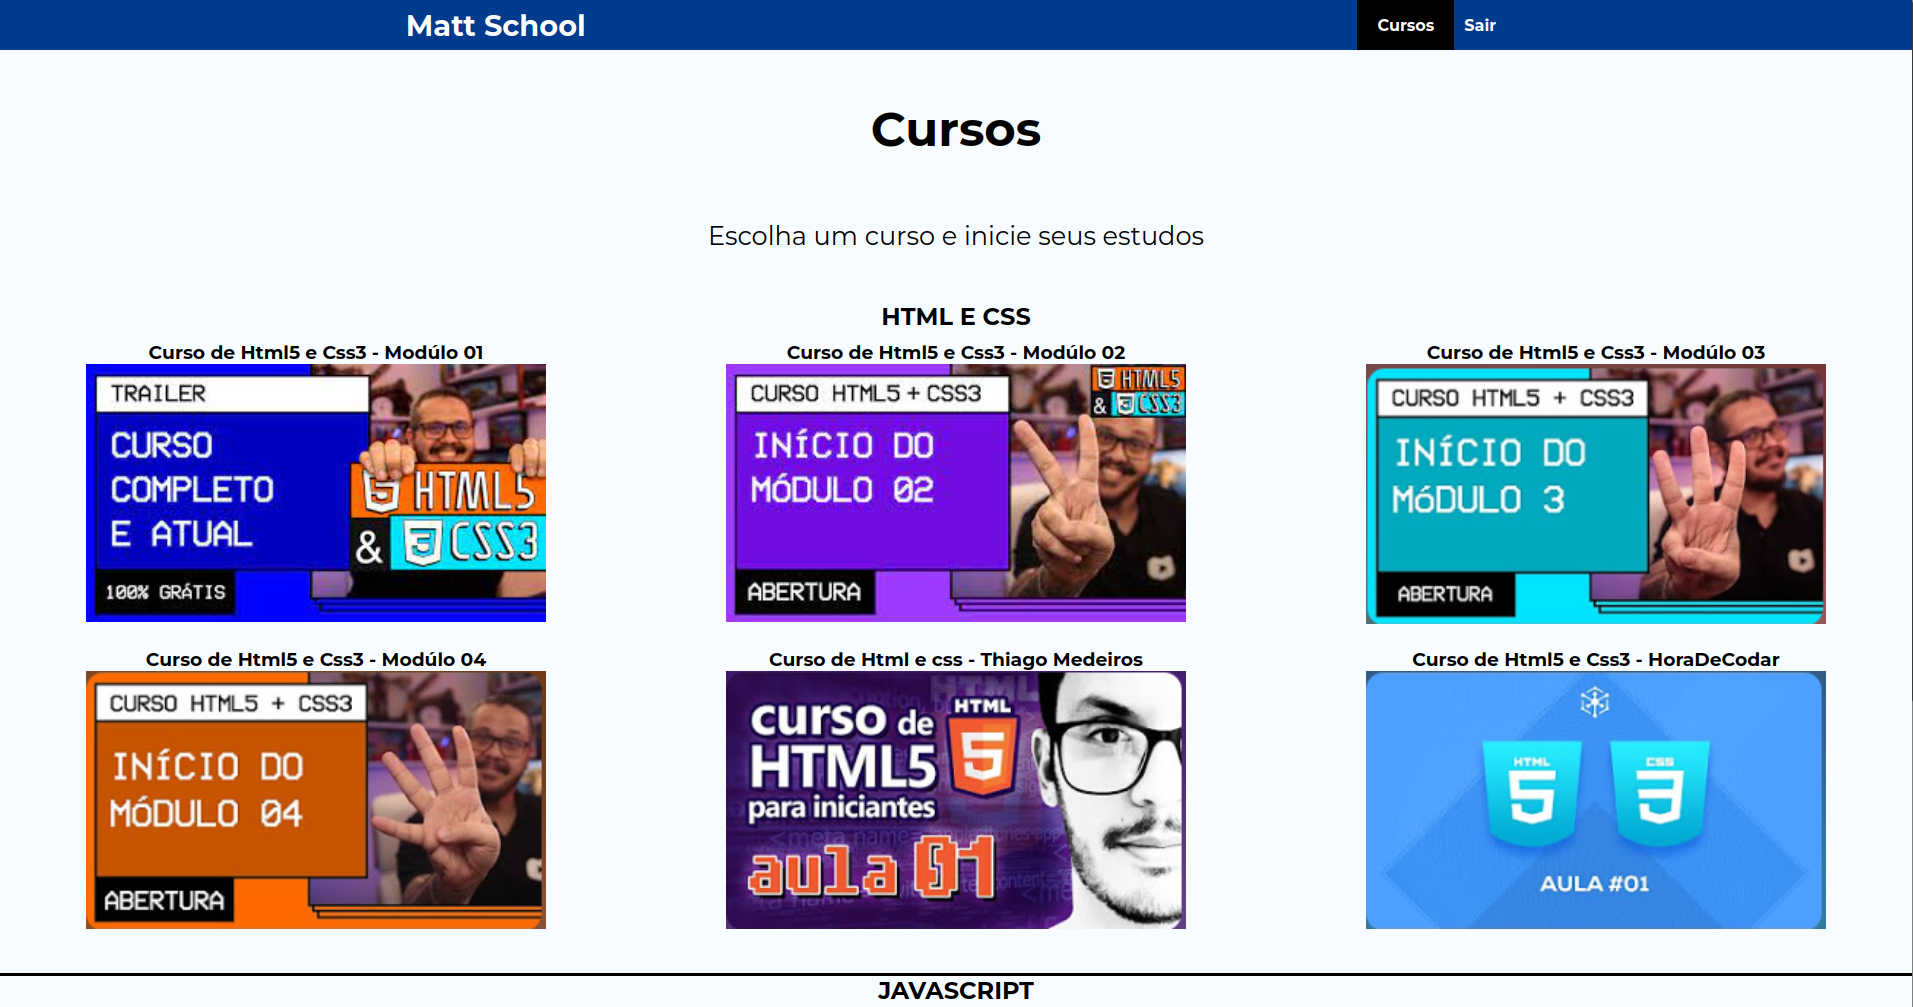 Matt School
Cursos
Sair
Cursos
Escolha um curso e inicie seus estudos
HTML E CSS
Curso de Html5 e Css3 - Modúlo 01
TRAILER
CURSO
COMPLETO
E ATUAL
HTML5
& CSS3
100% GRÁTIS
Curso de Html5 e Css3 - Modúlo 02
CURSO HTML5 + CSS3
HTML5
& CSS3
INÍCIO DO
MÓDULO 02
ABERTURA
Curso de Html5 e Css3 - Modúlo 03
CURSO HTML5 + CSS3
INÍCIO DO
MÓDULO 3
ABERTURA
Curso de Html5 e Css3 - Modúlo 04
CURSO HTML5 + CSS3
INÍCIO DO
MÓDULO 04
ABERTURA
Curso de Html e css - Thiago Medeiros
curso de
HTML5
para iniciantes
aula 01
HTML
5
Curso de Html5 e Css3 - HoraDeCodar
HTML
5
CSS
3
AULA #01
JAVASCRIPT